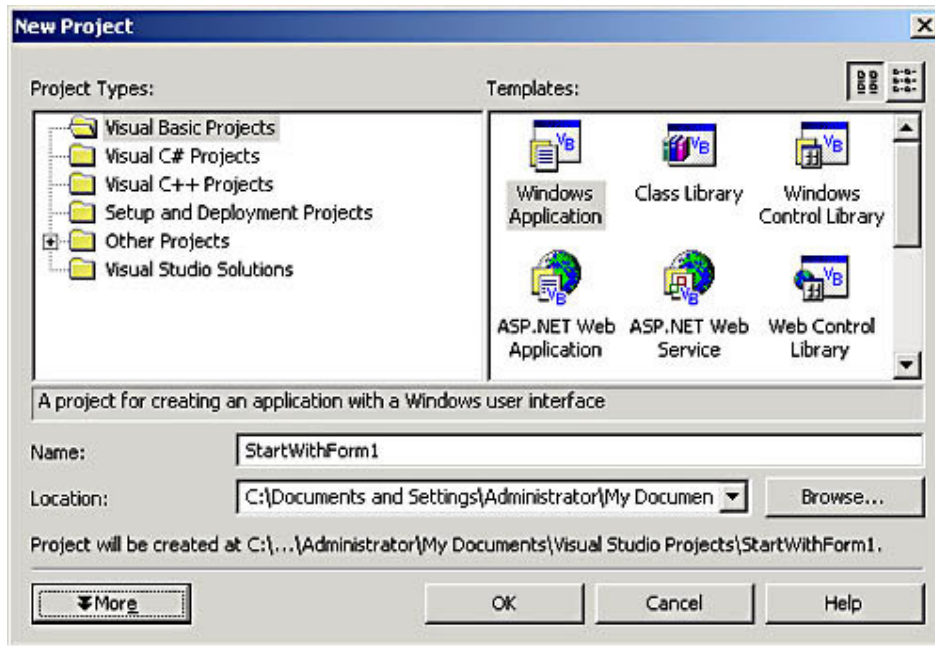 New Project
Project Types:
Templates:
Visual Basic Projects
Visual C# Projects
Visual C++ Projects
Setup and Deployment Projects
Other Projects
Visual Studio Solutions
Windows
Application
Class Library
Windows
Control Library
ASP.NET Web
Application
ASP.NET Web
Service
Web Control
Library
A project for creating an application with a Windows user interface
Name:
StartWithForm1
Location:
C:\Documents and Settings\Administrator\My Documen
Browse...
Project will be created at C:\...\Administrator\My Documents\Visual Studio Projects\StartWithForm1.
More
OK
Cancel
Help